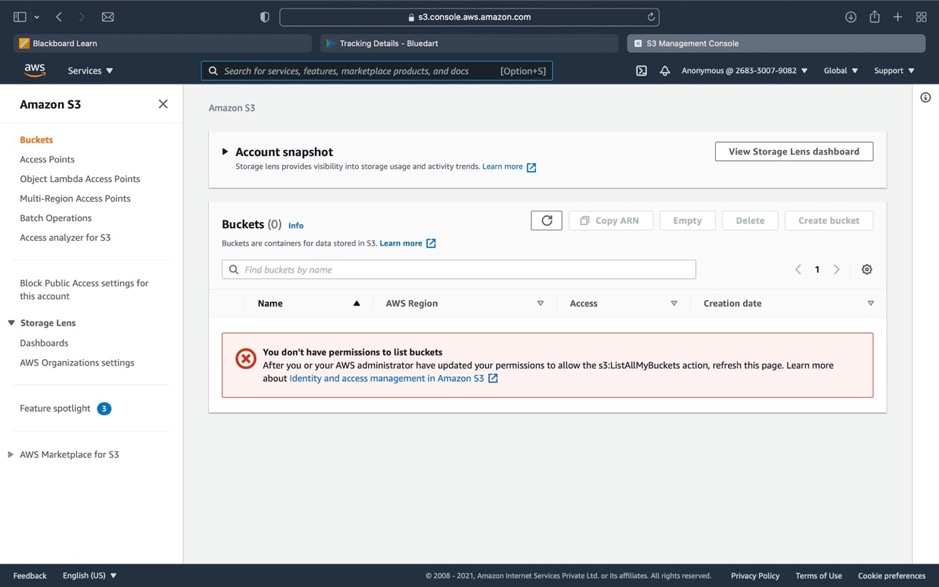 s3.console.aws.amazon.com
Blackboard Learn
Tracking Details - Bluedart
S3 Management Console
aws
Services
Search for services, features, marketplace products, and docs [Option+S]
Anonymous @ 2683-3007-9082
Global
Support
Amazon S3
Buckets
Access Points
Object Lambda Access Points
Multi-Region Access Points
Batch Operations
Access analyzer for S3
Block Public Access settings for
this account
Storage Lens
Dashboards
AWS Organizations settings
Feature spotlight 3
AWS Marketplace for S3
Amazon S3
Account snapshot
Storage lens provides visibility into storage usage and activity trends. Learn more
View Storage Lens dashboard
Buckets (0) Info
Buckets are containers for data stored in S3. Learn more
Copy ARN
Empty
Delete
Create bucket
Find buckets by name
1
Name
AWS Region
Access
Creation date
You don't have permissions to list buckets
After you or your AWS administrator have updated your permissions to allow the s3:ListAllMyBuckets action, refresh this page. Learn more
about Identity and access management in Amazon S3
Feedback
English (US)
© 2008 - 2021, Amazon Internet Services Private Ltd. or its affiliates. All rights reserved.
Privacy Policy
Terms of Use
Cookie preferences